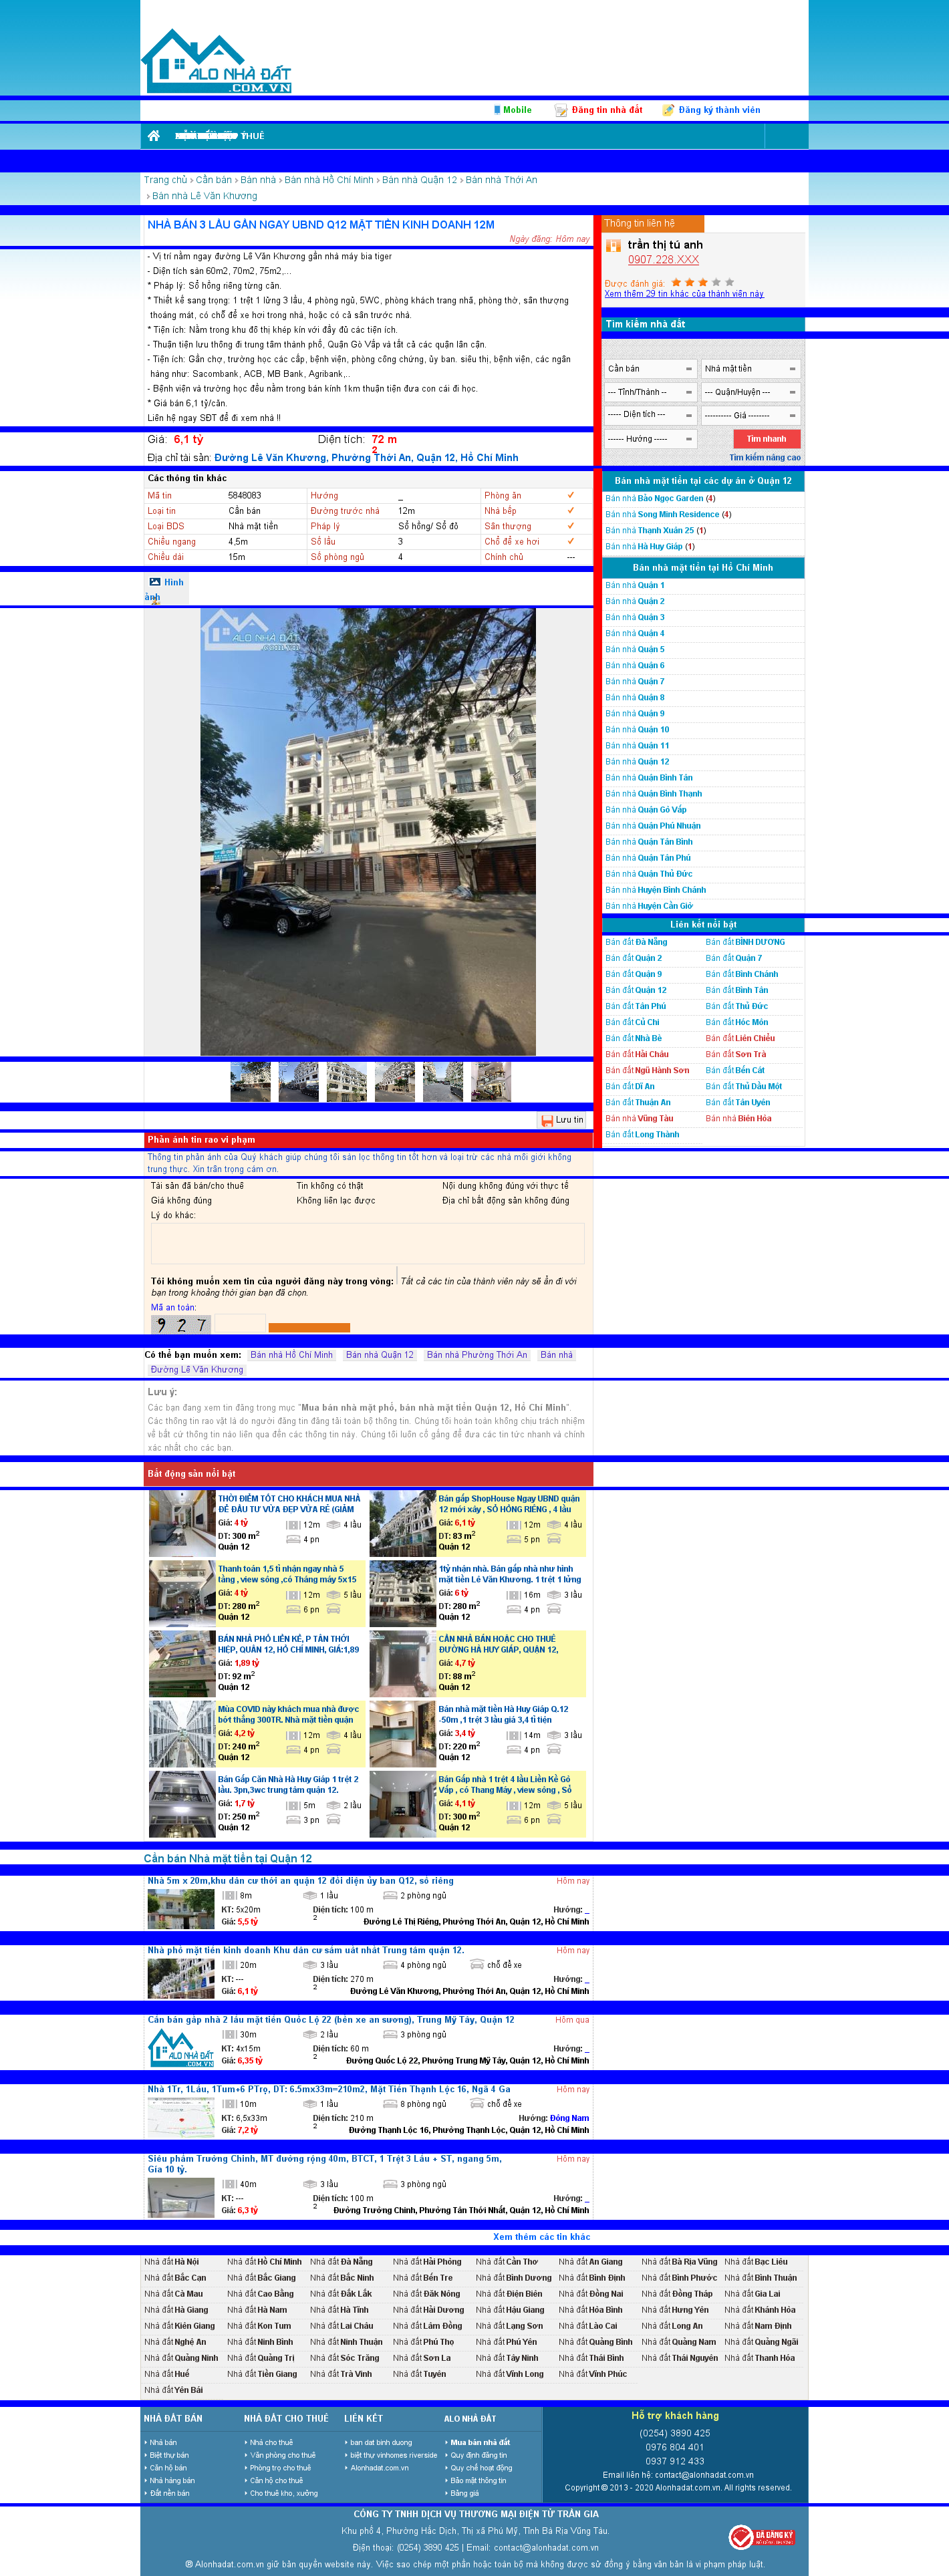 ALO NHÀ ĐẤT
.COM.VN
Mobile
Đăng tin nhà đất
Đăng ký thành viên
Trang chủ › Cần bán › Bán nhà › Bán nhà Hồ Chí Minh › Bán nhà Quận 12 › Bán nhà Thới An
› Bán nhà Lê Văn Khương
NHÀ BÁN 3 LẦU GẦN NGAY UBND Q12 MẶT TIỀN KINH DOANH 12M
Ngày đăng: Hôm nay
- Vị trí nằm ngay đường Lê Văn Khương gần nhà máy bia tiger
- Diện tích sàn 60m2, 70m2, 75m2,...
* Pháp lý: Sổ hồng riêng từng căn.
* Thiết kế sang trọng: 1 trệt 1 lửng 3 lầu, 4 phòng ngủ, 5WC, phòng khách trang nhã, phòng thờ, sân thượng
thoáng mát, có chỗ để xe hơi trong nhà, hoặc có cả sân trước nhà.
* Tiện ích: Nằm trong khu đô thị khép kín với đầy đủ các tiện ích.
- Thuận tiện lưu thông đi trung tâm thành phố, Quận Gò Vấp và tất cả các quận lân cận.
- Tiện ích: Gần chợ, trường học các cấp, bệnh viện, phòng công chứng, ủy ban. siêu thị, bệnh viện, các ngân
hàng như: Sacombank, ACB, MB Bank, Agribank,..
- Bệnh viện và trường học đều nằm trong bán kính 1km thuận tiện đưa con cái đi học.
* Giá bán 6,1 tỷ/căn.
Liên hệ ngay SĐT để đi xem nhà !!
Giá: 6,1 tỷ Diện tích: 72 m
2
Địa chỉ tài sản: Đường Lê Văn Khương, Phường Thới An, Quận 12, Hồ Chí Minh
Các thông tin khác
Mã tin 5848083 Hướng _ Phòng ăn
Loại tin Cần bán Đường trước nhà 12m Nhà bếp
Loại BDS Nhà mặt tiền Pháp lý Sổ hồng/ Sổ đỏ Sân thượng
Chiều ngang 4,5m Số lầu 3 Chổ để xe hơi
Chiều dài 15m Số phòng ngủ 4 Chính chủ ---
Hình
ảnh
ALO NHÀ ĐẤT
.COM.VN
Lưu tin
Thông tin liên hệ
trần thị tú anh
0907.228.XXX
Được đánh giá:
Xem thêm 29 tin khác của thành viên này
Tìm kiếm nhà đất
Cần bán Nhà mặt tiền
--- Tỉnh/Thành -- --- Quận/Huyện ---
----- Diện tích --- ---------- Giá --------
------ Hướng ----- Tìm nhanh
Tìm kiếm nâng cao
Bán nhà mặt tiền tại các dự án ở Quận 12
Bán nhà Bảo Ngọc Garden (4)
Bán nhà Song Minh Residence (4)
Bán nhà Thanh Xuân 25 (1)
Bán nhà Hà Huy Giáp (1)
Bán nhà mặt tiền tại Hồ Chí Minh
Bán nhà Quận 1
Bán nhà Quận 2
Bán nhà Quận 3
Bán nhà Quận 4
Bán nhà Quận 5
Bán nhà Quận 6
Bán nhà Quận 7
Bán nhà Quận 8
Bán nhà Quận 9
Bán nhà Quận 10
Bán nhà Quận 11
Bán nhà Quận 12
Bán nhà Quận Bình Tân
Bán nhà Quận Bình Thạnh
Bán nhà Quận Gò Vấp
Bán nhà Quận Phú Nhuận
Bán nhà Quận Tân Bình
Bán nhà Quận Tân Phú
Bán nhà Quận Thủ Đức
Bán nhà Huyện Bình Chánh
Bán nhà Huyện Cần Giờ
Liên kết nổi bật
Bán đất Đà Nẵng Bán đất BÌNH DƯƠNG
Bán đất Quận 2 Bán đất Quận 7
Bán đất Quận 9 Bán đất Bình Chánh
Bán đất Quận 12 Bán đất Bình Tân
Bán đất Tân Phú Bán đất Thủ Đức
Bán đất Củ Chi Bán đất Hóc Môn
Bán đất Nhà Bè Bán đất Liên Chiểu
Bán đất Hải Châu Bán đất Sơn Trà
Bán đất Ngũ Hành Sơn Bán đất Bến Cát
Bán đất Dĩ An Bán đất Thủ Dầu Một
Bán đất Thuận An Bán đất Tân Uyên
Bán nhà Vũng Tàu Bán nhà Biên Hòa
Bán đất Long Thành
Phản ánh tin rao vi phạm
Thông tin phản ánh của Quý khách giúp chúng tôi sàn lọc thông tin tốt hơn và loại trừ các nhà môi giới không
trung thực. Xin trân trọng cám ơn.
Tài sản đã bán/cho thuê Tin không có thật Nội dung không đúng với thực tế
Giá không đúng Không liên lạc được Địa chỉ bất động sản không đúng
Lý do khác:
Tôi không muốn xem tin của người đăng này trong vòng: Tất cả các tin của thành viên này sẽ ẩn đi với
bạn trong khoảng thời gian bạn đã chọn.
Mã an toàn:
9 2 7
Có thể bạn muốn xem: Bán nhà Hồ Chí Minh Bán nhà Quận 12 Bán nhà Phường Thới An Bán nhà
Đường Lê Văn Khương
Lưu ý:
Các bạn đang xem tin đăng trong mục "Mua bán nhà mặt phố, bán nhà mặt tiền Quận 12, Hồ Chí Minh".
Các thông tin rao vặt là do người đăng tin đăng tải toàn bộ thông tin. Chúng tôi hoàn toàn không chịu trách nhiệm
về bất cứ thông tin nào liên qua đến các thông tin này. Chúng tôi luôn cố gắng để đưa các tin tức nhanh và chính
xác nhất cho các bạn.
Bất động sản nổi bật
THỜI ĐIỂM TỐT CHO KHÁCH MUA NHÀ
ĐỂ ĐẦU TƯ VỪA ĐẸP VỪA RẺ (GIẢM
Giá: 4 tỷ 12m 4 lầu
DT: 300 m2 4 pn
Quận 12
Bán gấp ShopHouse Ngay UBND quận
12 mới xây , SỔ HỒNG RIÊNG , 4 lầu
Giá: 6,1 tỷ 12m 4 lầu
DT: 83 m2 5 pn
Quận 12
Thanh toán 1,5 tỉ nhận ngay nhà 5
tầng , view sông ,có Tháng máy 5x15
Giá: 4 tỷ 12m 5 lầu
DT: 280 m2 6 pn
Quận 12
1tỷ nhận nhà. Bán gấp nhà như hình
mặt tiền Lê Văn Khương. 1 trệt 1 lửng
Giá: 6 tỷ 16m 3 lầu
DT: 280 m2 4 pn
Quận 12
BÁN NHÀ PHỐ LIỀN KỀ, P TÂN THỚI
HIỆP, QUẬN 12, HỒ CHÍ MINH, GIÁ:1,89
Giá: 1,89 tỷ
DT: 92 m2
Quận 12
CĂN NHÀ BÁN HOẶC CHO THUÊ
ĐƯỜNG HÀ HUY GIÁP, QUẬN 12,
Giá: 4,7 tỷ
DT: 88 m2
Quận 12
Mùa COVID này khách mua nhà được
bớt thẳng 300TR. Nhà mặt tiền quận
Giá: 4,2 tỷ 12m 4 lầu
DT: 240 m2 4 pn
Quận 12
Bán nhà mặt tiền Hà Huy Giáp Q.12
-50m ,1 trệt 3 lầu giá 3,4 tỉ tiện
Giá: 3,4 tỷ 14m 3 lầu
DT: 220 m2 4 pn
Quận 12
Bán Gấp Căn Nhà Hà Huy Giáp 1 trệt 2
lầu. 3pn,3wc trung tâm quận 12.
Giá: 1,7 tỷ 5m 2 lầu
DT: 250 m2 3 pn
Quận 12
Bán Gấp nhà 1 trệt 4 lầu Liền Kề Gò
Vấp , có Thang Máy , view sông , Sổ
Giá: 4,1 tỷ 12m 5 lầu
DT: 300 m2 6 pn
Quận 12
Cần bán Nhà mặt tiền tại Quận 12
Nhà 5m x 20m,khu dân cư thới an quận 12 đối diện ủy ban Q12, sổ riêng Hôm nay
8m 1 lầu 2 phòng ngủ
KT: 5x20m Diện tích: 100 m Hướng: _
2
Giá: 5,5 tỷ Đường Lê Thị Riêng, Phường Thới An, Quận 12, Hồ Chí Minh
Nhà phố mặt tiền kinh doanh Khu dân cư sầm uất nhất Trung tâm quận 12. Hôm nay
20m 3 lầu 4 phòng ngủ chổ để xe
KT: --- Diện tích: 270 m Hướng: _
2
Giá: 6,1 tỷ Đường Lê Văn Khương, Phường Thới An, Quận 12, Hồ Chí Minh
Cần bán gấp nhà 2 lầu mặt tiền Quốc Lộ 22 (bến xe an sương), Trung Mỹ Tây, Quận 12 Hôm qua
ALO NHÀ ĐẤT
.COM.VN
30m 2 lầu 3 phòng ngủ
KT: 4x15m Diện tích: 60 m Hướng: _
2
Giá: 6,35 tỷ Đường Quốc Lộ 22, Phường Trung Mỹ Tây, Quận 12, Hồ Chí Minh
Nhà 1Tr, 1Lầu, 1Tum+6 PTrọ, DT: 6.5mx33m=210m2, Mặt Tiền Thạnh Lộc 16, Ngã 4 Ga Hôm nay
10m 1 lầu 8 phòng ngủ chổ để xe
KT: 6,5x33m Diện tích: 210 m Hướng: Đông Nam
2
Giá: 7,2 tỷ Đường Thạnh Lộc 16, Phường Thạnh Lộc, Quận 12, Hồ Chí Minh
Siêu phẩm Trường Chinh, MT đường rộng 40m, BTCT, 1 Trệt 3 Lầu + ST, ngang 5m, Hôm nay
Gía 10 tỷ.
40m 3 lầu 3 phòng ngủ
KT: --- Diện tích: 100 m Hướng: _
2
Giá: 6,3 tỷ Đường Trường Chinh, Phường Tân Thới Nhất, Quận 12, Hồ Chí Minh
Xem thêm các tin khác
Nhà đất Hà Nội Nhà đất Hồ Chí Minh Nhà đất Đà Nẵng Nhà đất Hải Phòng Nhà đất Cần Thơ Nhà đất An Giang Nhà đất Bà Rịa Vũng Nhà đất Bạc Liêu
Nhà đất Bắc Cạn Nhà đất Bắc Giang Nhà đất Bắc Ninh Nhà đất Bến Tre Nhà đất Bình Dương Nhà đất Bình Định Nhà đất Bình Phước Nhà đất Bình Thuận
Nhà đất Cà Mau Nhà đất Cao Bằng Nhà đất Đắk Lắk Nhà đất Đăk Nông Nhà đất Điện Biên Nhà đất Đồng Nai Nhà đất Đồng Tháp Nhà đất Gia Lai
Nhà đất Hà Giang Nhà đất Hà Nam Nhà đất Hà Tĩnh Nhà đất Hải Dương Nhà đất Hậu Giang Nhà đất Hòa Bình Nhà đất Hưng Yên Nhà đất Khánh Hòa
Nhà đất Kiên Giang Nhà đất Kon Tum Nhà đất Lai Châu Nhà đất Lâm Đồng Nhà đất Lạng Sơn Nhà đất Lào Cai Nhà đất Long An Nhà đất Nam Định
Nhà đất Nghệ An Nhà đất Ninh Bình Nhà đất Ninh Thuận Nhà đất Phú Thọ Nhà đất Phú Yên Nhà đất Quảng Bình Nhà đất Quảng Nam Nhà đất Quảng Ngãi
Nhà đất Quảng Ninh Nhà đất Quảng Trị Nhà đất Sóc Trăng Nhà đất Sơn La Nhà đất Tây Ninh Nhà đất Thái Bình Nhà đất Thái Nguyên Nhà đất Thanh Hóa
Nhà đất Huế Nhà đất Tiền Giang Nhà đất Trà Vinh Nhà đất Tuyên Nhà đất Vĩnh Long Nhà đất Vĩnh Phúc
Nhà đất Yên Bái
NHÀ ĐẤT BÁN NHÀ ĐẤT CHO THUÊ LIÊN KẾT ALO NHÀ ĐẤT
Nhà bán Nhà cho thuê ban dat binh duong Mua bán nhà đất
Biệt thự bán Văn phòng cho thuê biệt thự vinhomes riverside Quy định đăng tin
Căn hộ bán Phòng trọ cho thuê Alonhadat.com.vn Quy chế hoạt động
Nhà hàng bán Căn hộ cho thuê Bảo mật thông tin
Đất nền bán Cho thuê kho, xưởng Bảng giá
Hỗ trợ khách hàng
(0254) 3890 425
0976 804 401
0937 912 433
Email liên hệ: contact@alonhadat.com.vn
Copyright © 2013 - 2020 Alonhadat.com.vn. All rights reserved.
CÔNG TY TNHH DỊCH VỤ THƯƠNG MẠI ĐIỆN TỬ TRẦN GIA
Khu phố 4, Phường Hắc Dịch, Thị xã Phú Mỹ, Tỉnh Bà Rịa Vũng Tàu.
Điện thoại: (0254) 3890 425 | Email: contact@alonhadat.com.vn
® Alonhadat.com.vn giữ bản quyền website này. Việc sao chép một phần hoặc toàn bộ mà không được sự đồng ý bằng văn bản là vi phạm pháp luật.
ĐÃ ĐĂNG KÝ